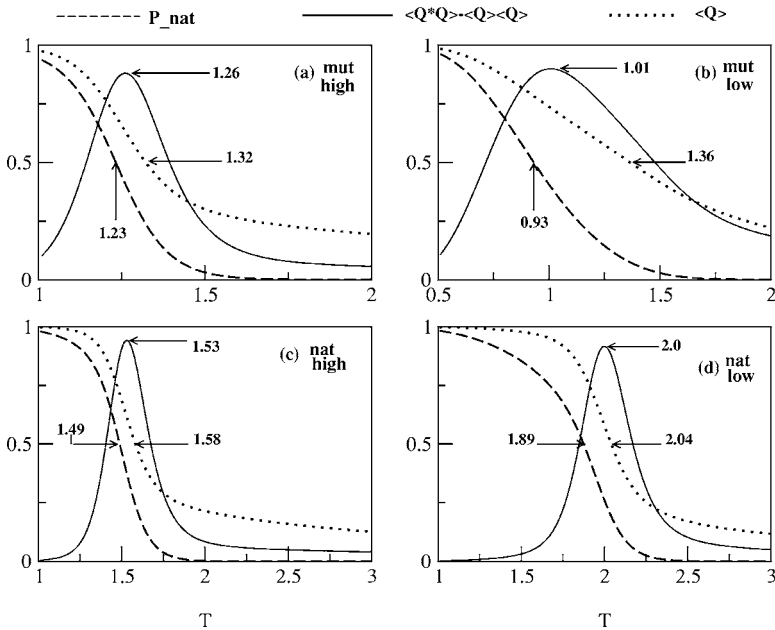 P_nat <Q*Q>-<Q><Q> <Q>
1
(a) mut
high
1.26
0.5
1.32
1.23
0
1 1.5 2
1
(b) mut
low
1.01
0.5
1.36
0.93
0
0.5 1 1.5 2
1
(c) nat
high
1.53
1.49
0.5
1.58
0
1 1.5 2 2.5 3
T
1
(d) nat
low
2.0
0.5
1.89
2.04
0
1 1.5 2 2.5 3
T